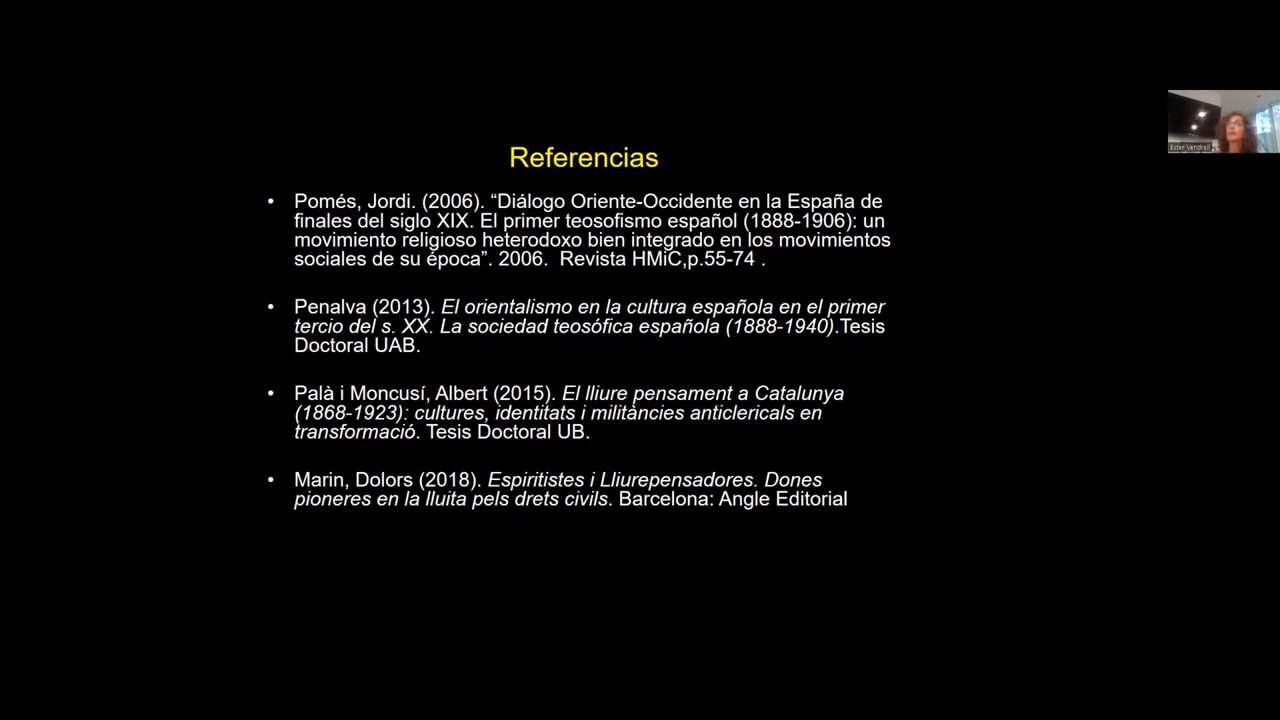 Referencias
• Pomés, Jordi. (2006). “Diálogo Oriente-Occidente en la España de
finales del siglo XIX. El primer teosofismo español (1888-1906): un
movimiento religioso heterodoxo bien integrado en los movimientos
sociales de su época”. 2006.  Revista HMiC,p.55-74 .
• Penalva (2013). El orientalismo en la cultura española en el primer
tercio del s. XX. La sociedad teosófica española (1888-1940).Tesis
Doctoral UAB.
• Palà i Moncusí, Albert (2015). El lliure pensament a Catalunya
(1868-1923): cultures, identitats i militàncies anticlericals en
transformació. Tesis Doctoral UB.
• Marin, Dolors (2018). Espiritistes i Lliurepensadores. Dones
pioneres en la lluita pels drets civils. Barcelona: Angle Editorial
Ester Vendrell